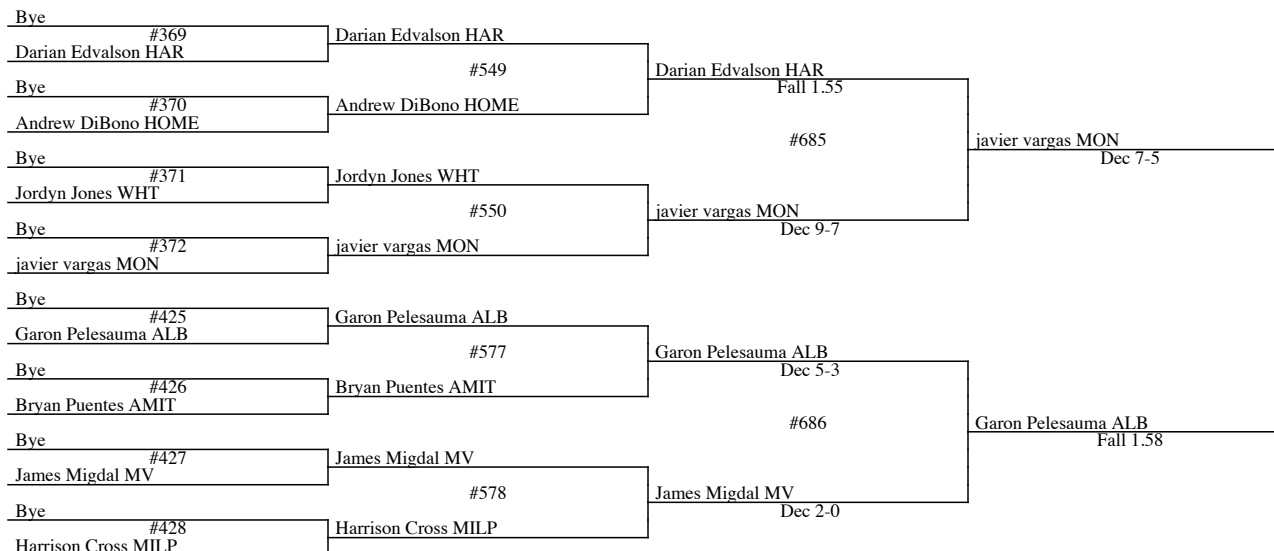 Bye
#369
Darian Edvalson HAR
Bye
#370
Andrew DiBono HOME
Bye
#371
Jordyn Jones WHT
Bye
#372
javier vargas MON
Bye
#425
Garon Pelesauma ALB
Bye
#426
Bryan Puentes AMIT
Bye
#427
James Migdal MV
Bye
#428
Harrison Cross MILP
Darian Edvalson HAR
#549
Andrew DiBono HOME
Jordyn Jones WHT
#550
javier vargas MON
Garon Pelesauma ALB
#577
Bryan Puentes AMIT
James Migdal MV
#578
Harrison Cross MILP
Darian Edvalson HAR
Fall 1.55
#685
javier vargas MON
Dec 9-7
Garon Pelesauma ALB
Dec 5-3
#686
James Migdal MV
Dec 2-0
javier vargas MON
Dec 7-5
Garon Pelesauma ALB
Fall 1.58